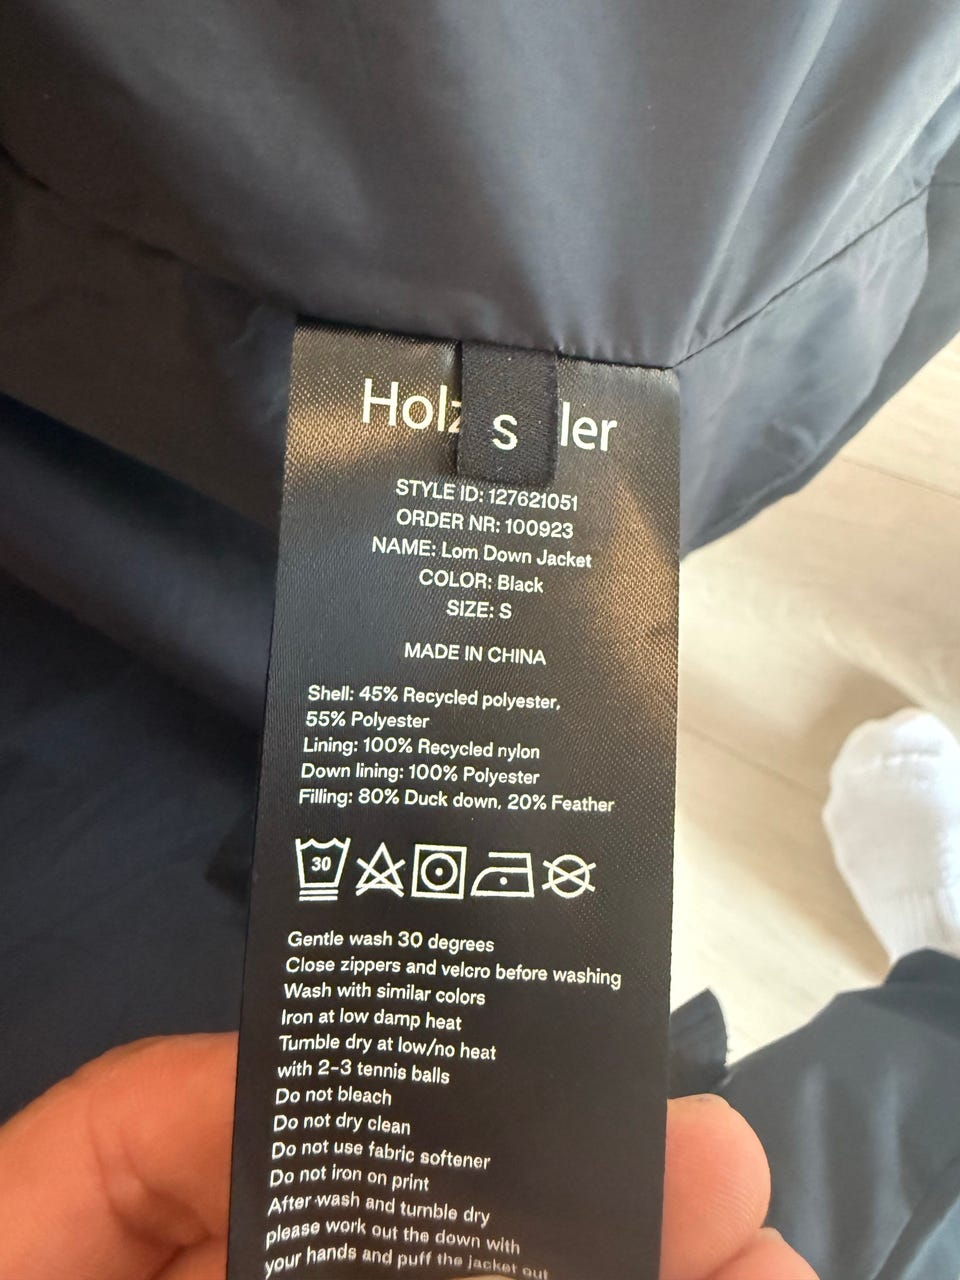 Holz ler
S
STYLE ID: 127621051
ORDER NR: 100923
NAME: Lom Down Jacket
COLOR: Black
SIZE: S
MADE IN CHINA
Shell: 45% Recycled polyester,
55% Polyester
Lining: 100% Recycled nylon
Down lining: 100% Polyester
Filling: 80% Duck down, 20% Feather
30
Gentle wash 30 degrees
Close zippers and velcro before washing
Wash with similar colors
Iron at low damp heat
Tumble dry at low/no heat
with 2-3 tennis balls
Do not bleach
Do not dry clean
Do not use fabric softener
Do not iron on print
After wash and tumble dry
please work out the down with
your hands and puff the jacket out